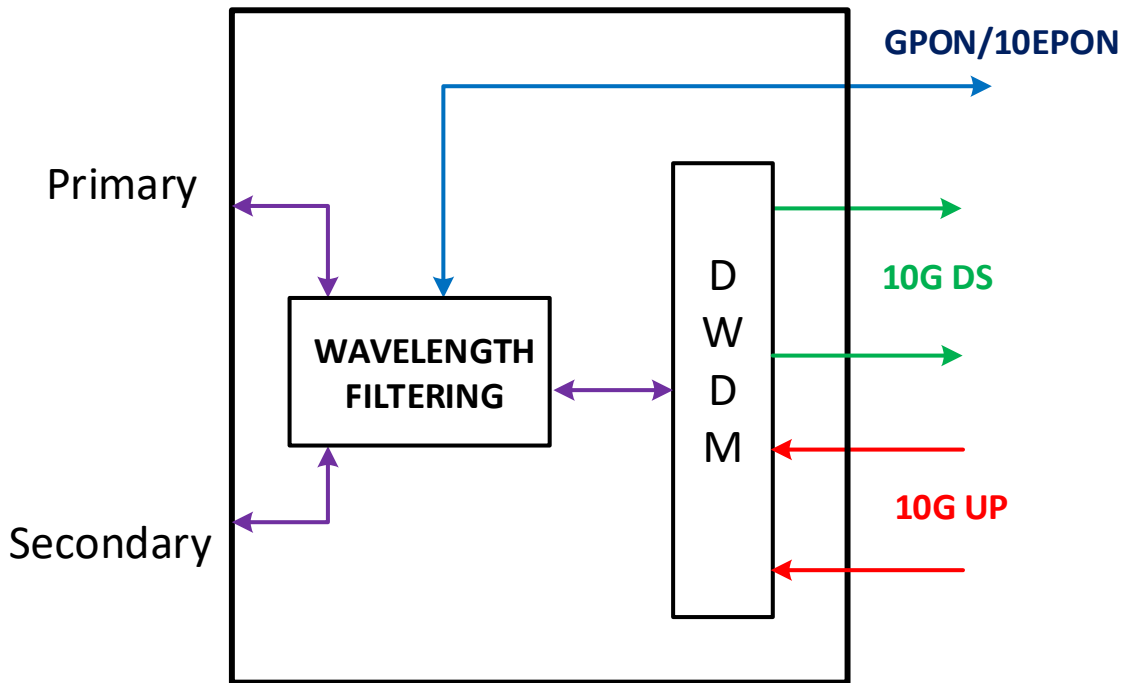 GPON/10EPON
Primary
D
W
D
M
10G DS
WAVELENGTH
FILTERING
10G UP
Secondary